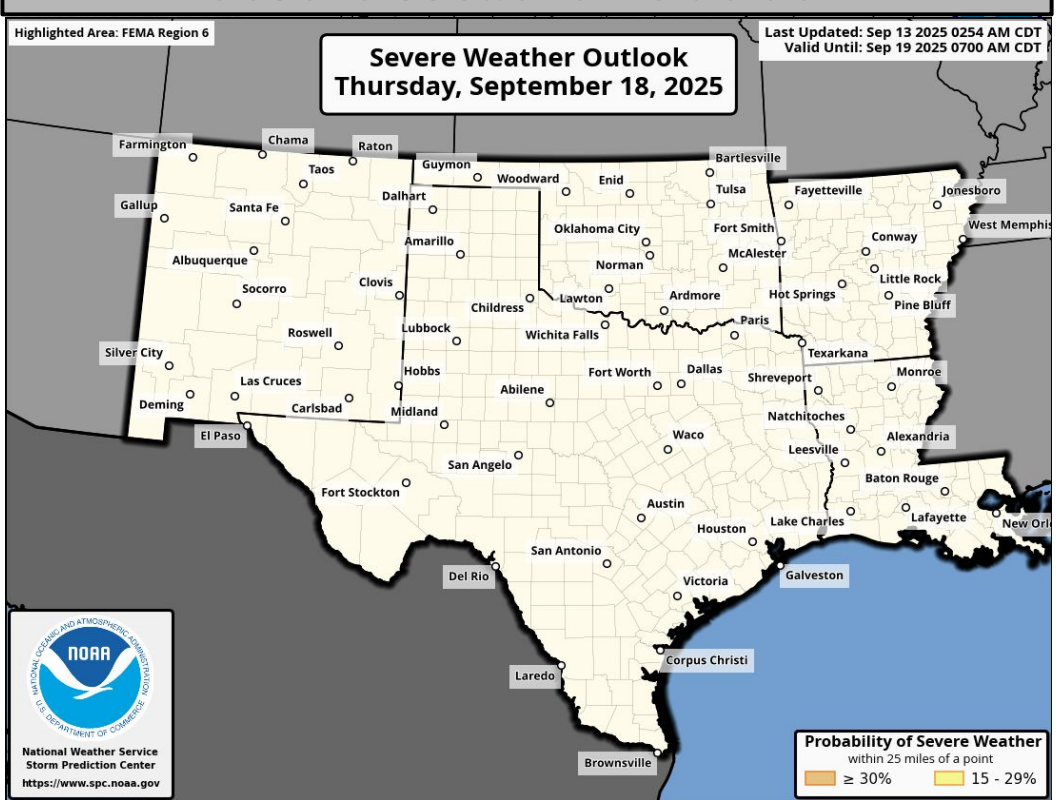 Highlighted Area: FEMA Region 6
Last Updated: Sep 13 2025 0254 AM CDT
Valid Until: Sep 19 2025 0700 AM CDT
Severe Weather Outlook
Thursday, September 18, 2025
Farmington
Chama
Raton
Taos
Guymon
Woodward
Enid
Bartlesville
Tulsa
Fayetteville
Jonesboro
Gallup
Santa Fe
Dalhart
Albuquerque
Amarillo
Oklahoma City
Fort Smith
Conway
West Memphis
Norman
McAlester
Little Rock
Socorro
Clovis
Childress
Lawton
Ardmore
Hot Springs
Pine Bluff
Roswell
Lubbock
Wichita Falls
Paris
Texarkana
Silver City
Hobbs
Fort Worth
Dallas
Shreveport
Monroe
Las Cruces
Deming
Carlsbad
Midland
Abilene
Natchitoches
El Paso
Waco
Leesville
Alexandria
San Angelo
Baton Rouge
Fort Stockton
Austin
Houston
Lake Charles
Lafayette
New Orl
San Antonio
Del Rio
Victoria
Galveston
Laredo
Corpus Christi
Brownsville
NATIONAL OCEANIC AND ATMOSPHERIC ADMINISTRATION
NOAA
U.S. DEPARTMENT OF COMMERCE
National Weather Service
Storm Prediction Center
https://www.spc.noaa.gov
Probability of Severe Weather
within 25 miles of a point
≥ 30%
15 - 29%